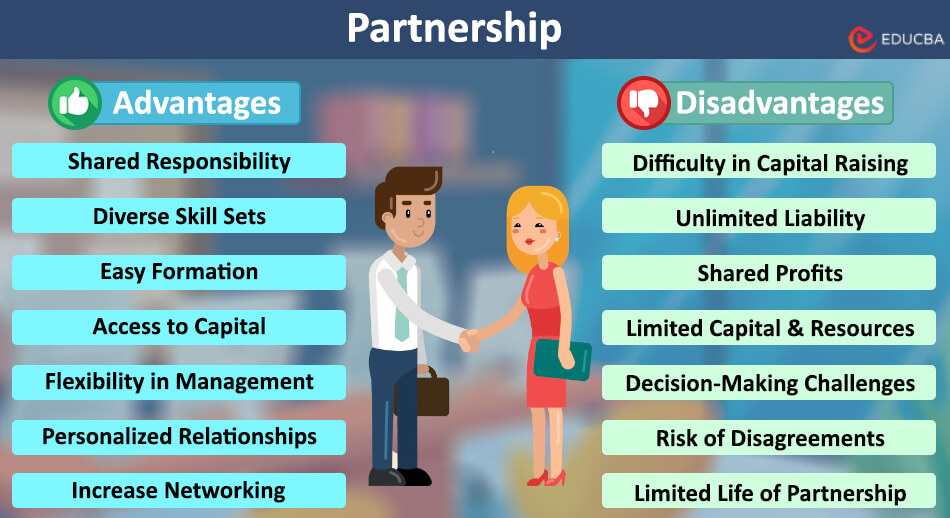 Partnership
EDUCBA
Advantages
Shared Responsibility
Diverse Skill Sets
Easy Formation
Access to Capital
Flexibility in Management
Personalized Relationships
Increase Networking
Disadvantages
Difficulty in Capital Raising
Unlimited Liability
Shared Profits
Limited Capital & Resources
Decision-Making Challenges
Risk of Disagreements
Limited Life of Partnership